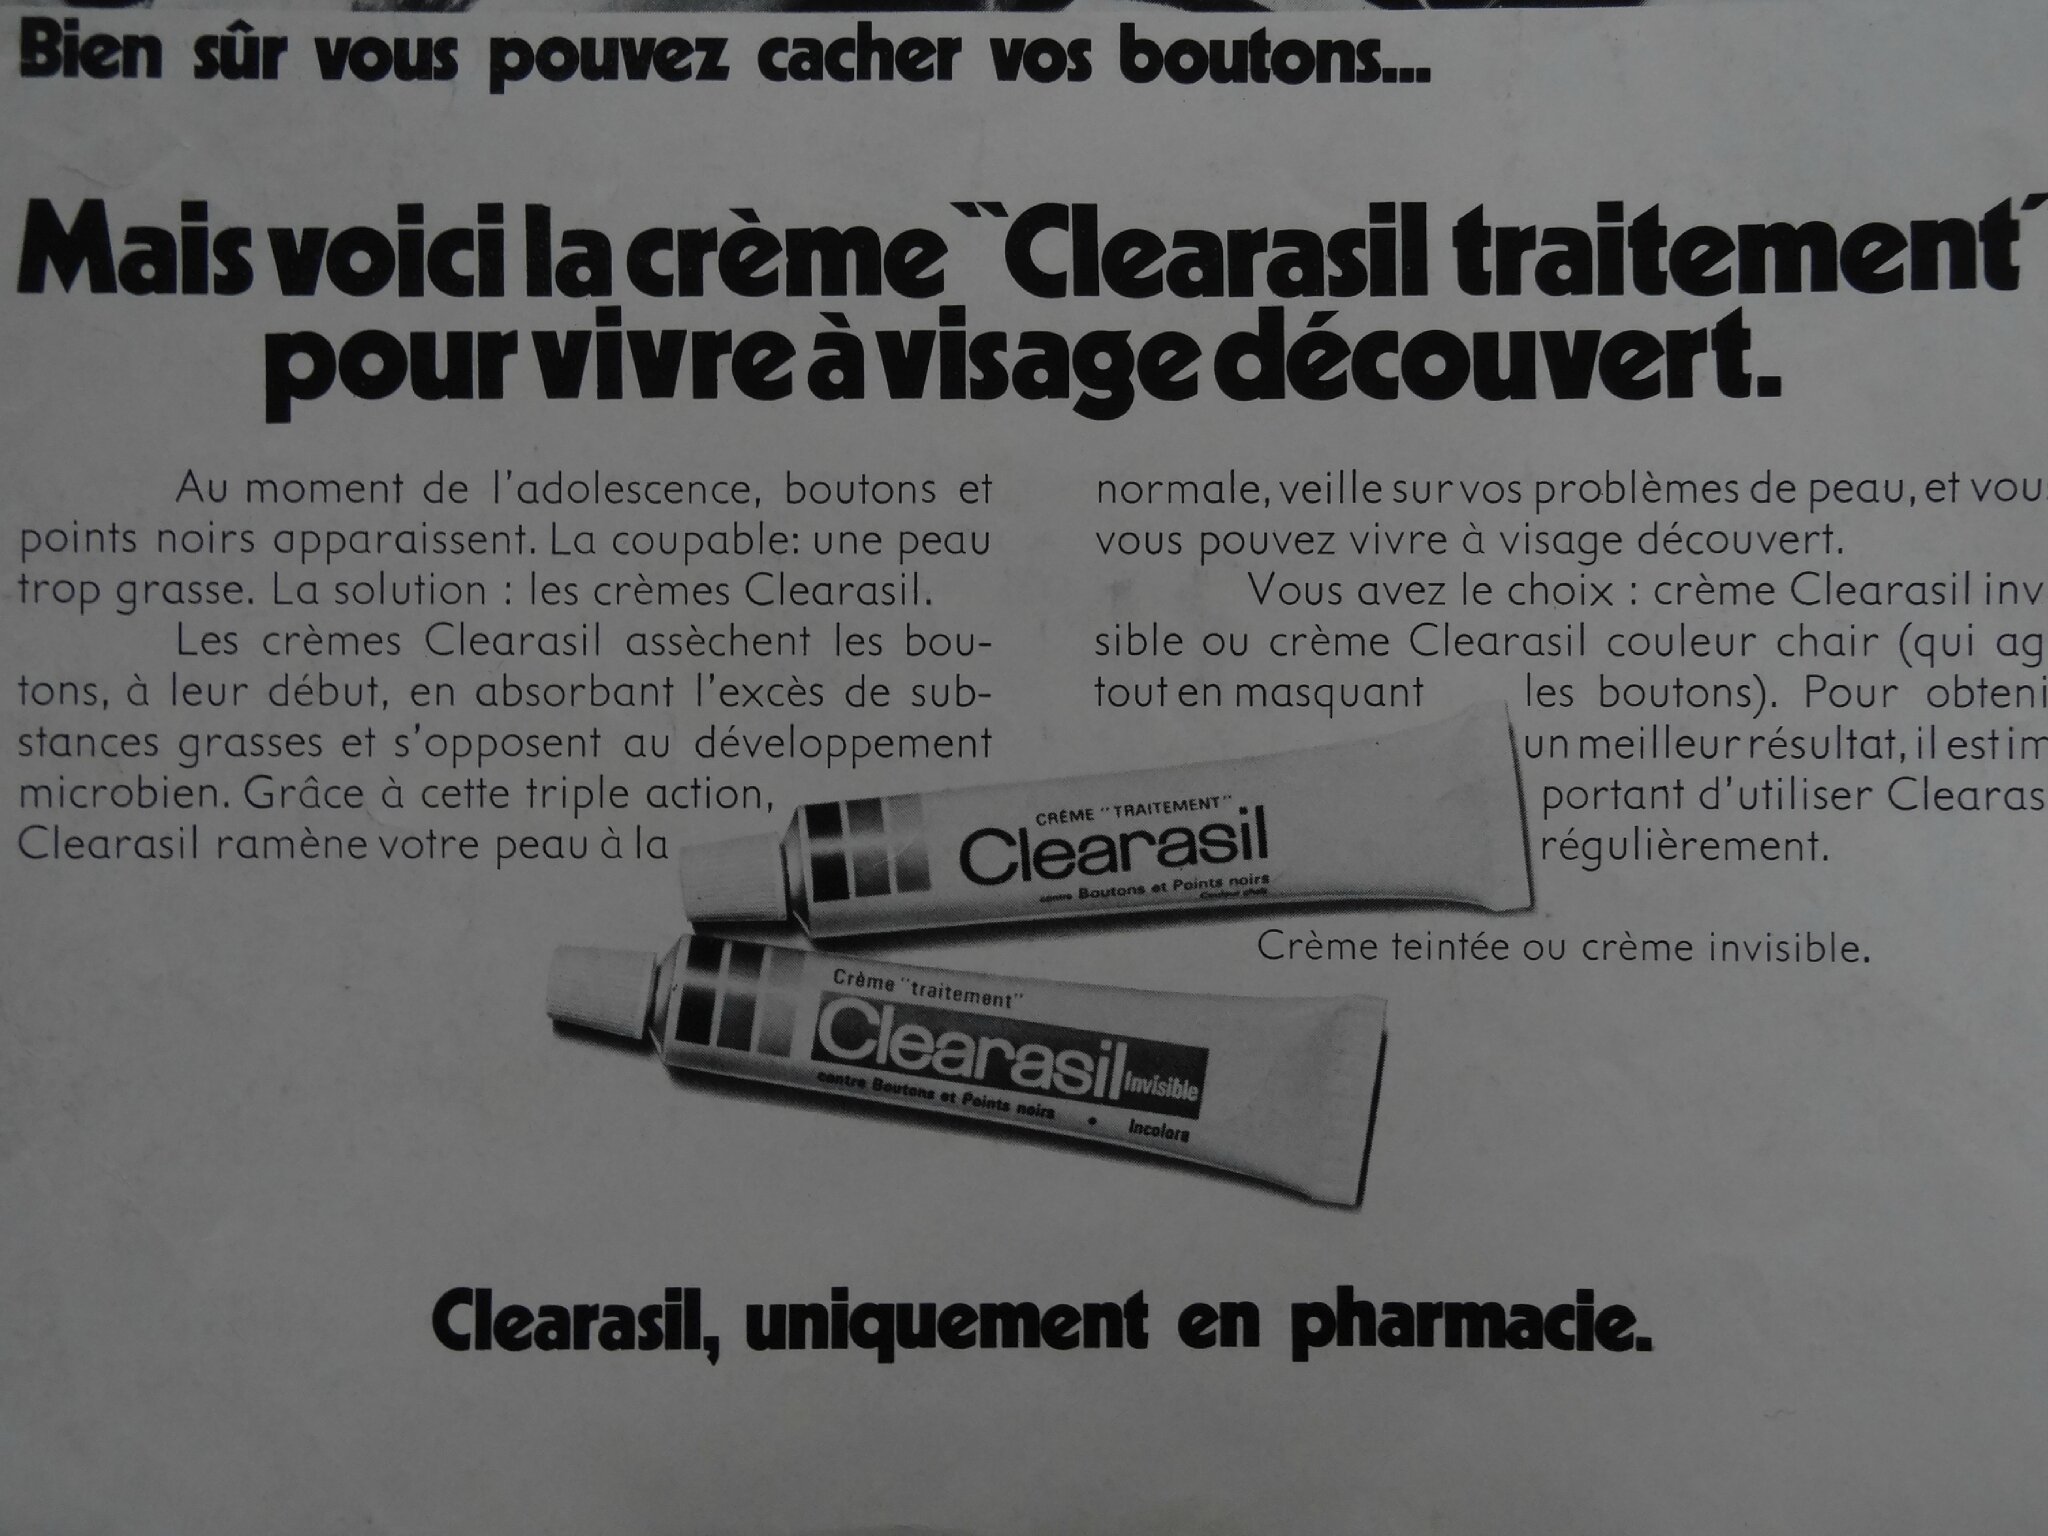 Bien sûr vous pouvez cacher vos boutons...
Mais voici la crème "Clearasil traitement"
pour vivre à visage découvert.
Au moment de l'adolescence, boutons et
points noirs apparaissent. La coupable: une peau
trop grasse. La solution : les crèmes Clearasil.
Les crèmes Clearasil assèchent les bou-
tons, à leur début, en absorbant l'excès de sub-
stances grasses et s'opposent au développement
microbien. Grâce à cette triple action,
Clearasil ramène votre peau à la
normale, veille sur vos problèmes de peau, et vous
vous pouvez vivre à visage découvert.
Vous avez le choix : crème Clearasil inv
sible ou crème Clearasil couleur chair (qui ag
tout en masquant les boutons). Pour obteni
un meilleur résultat, il est im
portant d'utiliser Clearas
régulièrement.
CRÈME "TRAITEMENT"
Clearasil
contre Boutons et Points noirs
Couleur chair
Crème teintée ou crème invisible.
Crème "traitement"
Clearasil Invisible
contre Boutons et Points noirs • Incolore
Clearasil, uniquement en pharmacie.